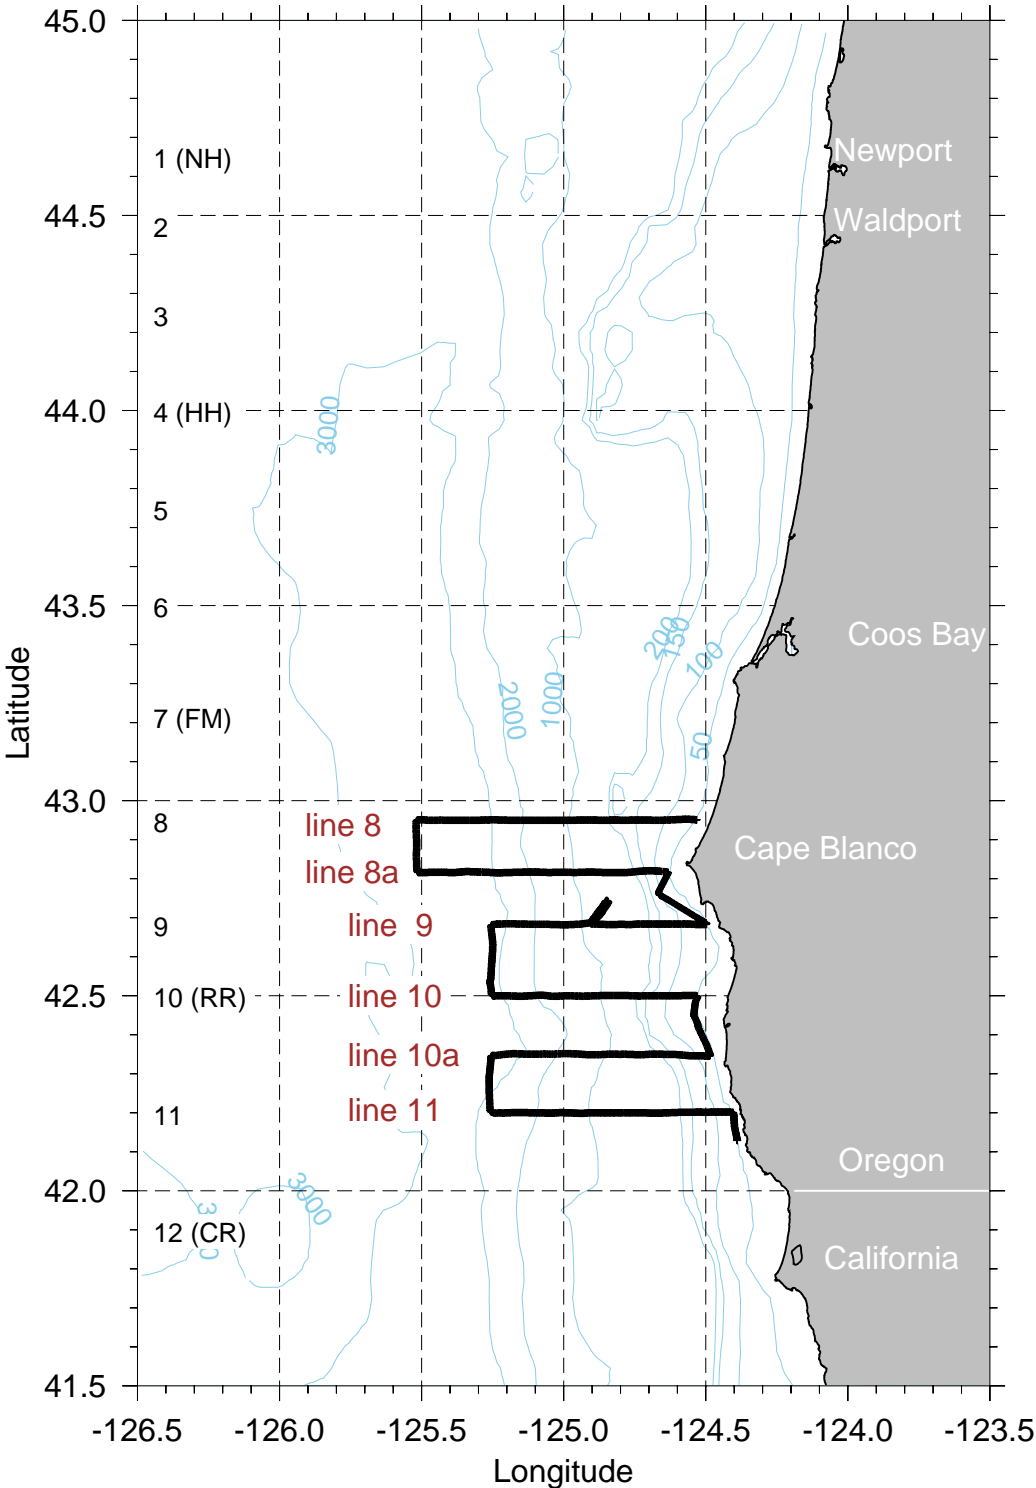 45.0
1 (NH)
Newport
44.5
2
Waldport
3
44.0
4 (HH)
3000
5
43.5
6
200
150
100
Coos Bay
Latitude
7 (FM)
2000
1000
50
43.0
8
line 8
Cape Blanco
line 8a
9
line 9
42.5
10 (RR)
line 10
line 10a
11
line 11
Oregon
42.0
3000
12 (CR)
California
41.5
-126.5
-126.0
-125.5
-125.0
-124.5
-124.0
-123.5
Longitude